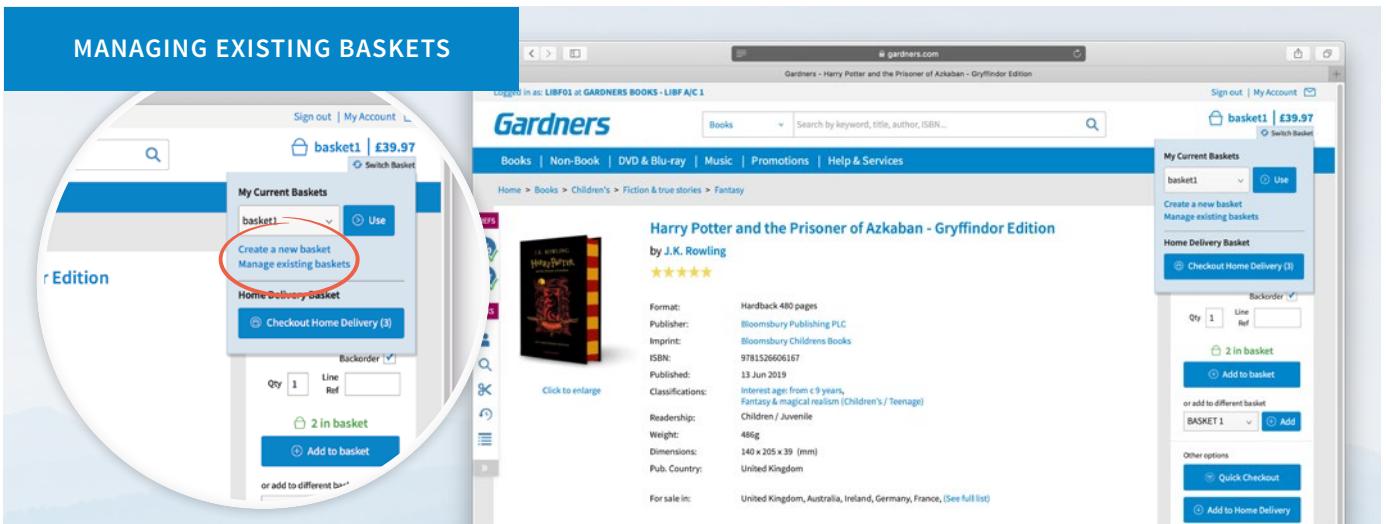 MANAGING EXISTING BASKETS
Sign out | My Account
basket1 | £39.97
Switch Basket
My Current Baskets
basket1
Use
Create a new basket
Manage existing baskets
r Edition
Home Delivery Basket
Checkout Home Delivery (3)
Backorder
Qty 1 Line Ref
2 in basket
Add to basket
or add to different
gardners.com
Gardners - Harry Potter and the Prisoner of Azkaban - Gryffindor Edition
Logged in as: LIBF01 at GARDNERS BOOKS - LIBF A/C 1
Sign out | My Account
Gardners
Books
Search by keyword, title, author, ISBN...
basket1 | £39.97
Switch Basket
Books | Non-Book | DVD & Blu-ray | Music | Promotions | Help & Services
Home > Books > Children's > Fiction & true stories > Fantasy
Harry Potter and the Prisoner of Azkaban - Gryffindor Edition
by J.K. Rowling
J.K. ROWLING
Harry Potter
Click to enlarge
Format: Hardback 480 pages
Publisher: Bloomsbury Publishing PLC
Imprint: Bloomsbury Childrens Books
ISBN: 9781526606167
Published: 13 Jun 2019
Classifications: Interest age: from c 9 years,
Fantasy & magical realism (Children's / Teenage)
Readership: Children / Juvenile
Weight: 486g
Dimensions: 140 x 205 x 39 (mm)
Pub. Country: United Kingdom
For sale in: United Kingdom, Australia, Ireland, Germany, France, (See full list)
My Current Baskets
basket1
Use
Create a new basket
Manage existing baskets
Home Delivery Basket
Checkout Home Delivery (3)
Backorder
Qty 1 Line Ref
2 in basket
Add to basket
or add to different basket
BASKET 1
Add
Other options
Quick Checkout
Add to Home Delivery